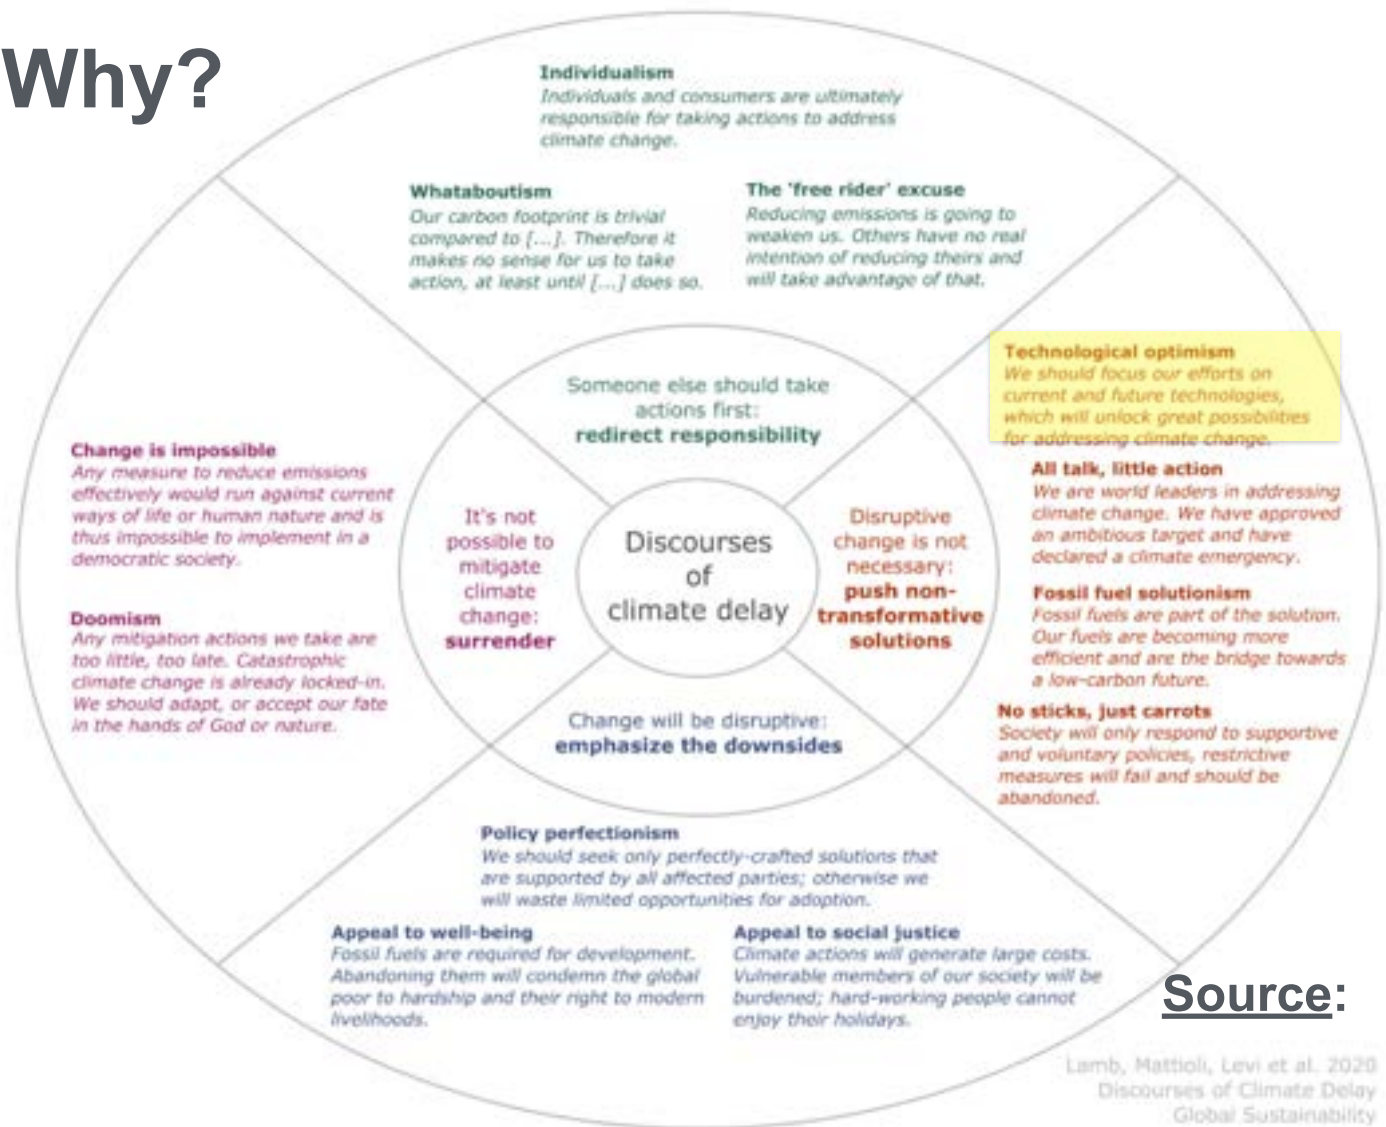 Why?
Individualism
Individuals and consumers are ultimately
responsible for taking actions to address
climate change.
Whataboutism
Our carbon footprint is trivial
compared to [...]. Therefore it
makes no sense for us to take
action, at least until [...] does so.
The 'free rider' excuse
Reducing emissions is going to
weaken us. Others have no real
intention of reducing theirs and
will take advantage of that.
Someone else should take
actions first:
redirect responsibility
Technological optimism
We should focus our efforts on
current and future technologies,
which will unlock great possibilities
for addressing climate change.
All talk, little action
We are world leaders in addressing
climate change. We have approved
an ambitious target and have
declared a climate emergency.
Fossil fuel solutionism
Fossil fuels are part of the solution.
Our fuels are becoming more
efficient and are the bridge towards
a low-carbon future.
No sticks, just carrots
Society will only respond to supportive
and voluntary policies, restrictive
measures will fail and should be
abandoned.
Change is impossible
Any measure to reduce emissions
effectively would run against current
ways of life or human nature and is
thus impossible to implement in a
democratic society.
Doomism
Any mitigation actions we take are
too little, too late. Catastrophic
climate change is already locked-in.
We should adapt, or accept our fate
in the hands of God or nature.
It's not
possible to
mitigate
climate
change:
surrender
Discourses
of
climate delay
Disruptive
change is not
necessary:
push non-
transformative
solutions
Change will be disruptive:
emphasize the downsides
Policy perfectionism
We should seek only perfectly-crafted solutions that
are supported by all affected parties; otherwise we
will waste limited opportunities for adoption.
Appeal to well-being
Fossil fuels are required for development.
Abandoning them will condemn the global
poor to hardship and their right to modern
livelihoods.
Appeal to social justice
Climate actions will generate large costs.
Vulnerable members of our society will be
burdened; hard-working people cannot
enjoy their holidays.
Source:
Lamb, Mattioli, Levi et al. 2020
Discourses of Climate Delay
Global Sustainability